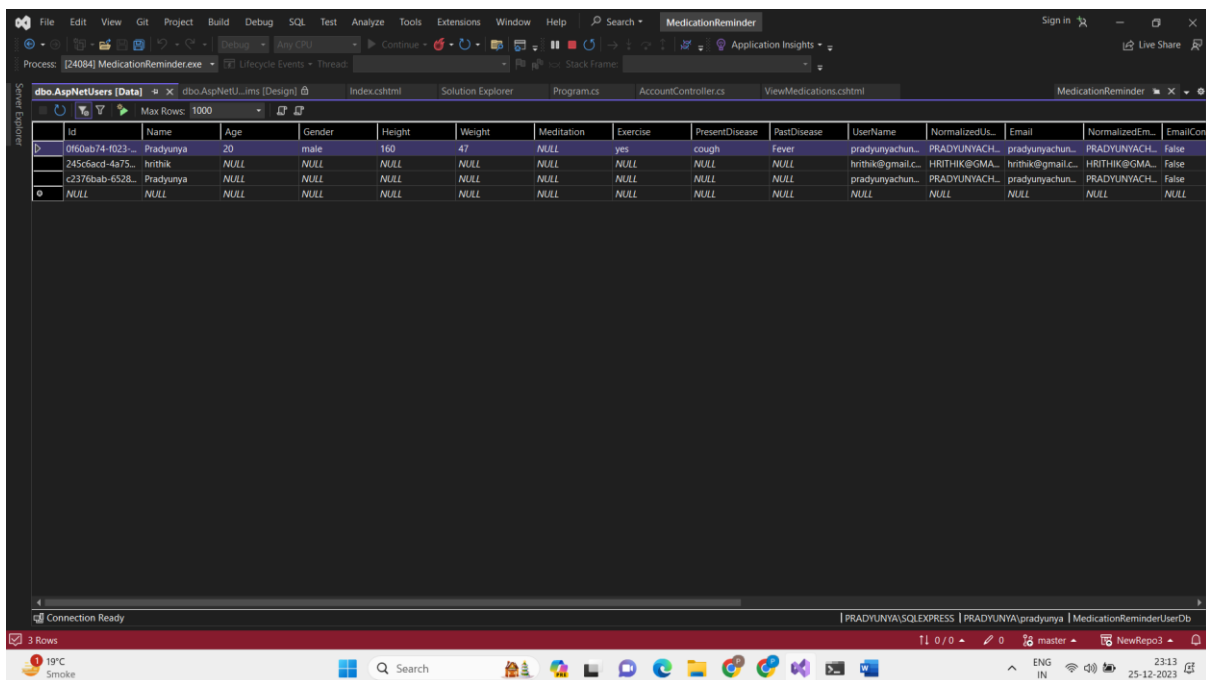 File Edit View Git Project Build Debug SQL Test Analyze Tools Extensions Window Help Search MedicationReminder Sign in
Debug Any CPU Continue Application Insights Live Share
Process: [24084] MedicationReminder.exe Lifecycle Events Thread: Stack Frame:
dbo.AspNetUsers [Data] dbo.AspNetU...ims [Design] Index.cshtml Solution Explorer Program.cs AccountController.cs ViewMedications.cshtml MedicationReminder
Server Explorer
Max Rows: 1000
Id Name Age Gender Height Weight Meditation Exercise PresentDisease PastDisease UserName NormalizedUs... Email NormalizedEm... EmailCon
0f60ab74-f023-... Pradyunya 20 male 160 47 NULL yes cough Fever pradyunyachun... PRADYUNYACH... pradyunyachun... PRADYUNYACH... False
245c6acd-4a75... hrithik NULL NULL NULL NULL NULL NULL NULL NULL hrithik@gmail.c... HRITHIK@GMA... hrithik@gmail.c... HRITHIK@GMA... False
c2376bab-6528... Pradyunya NULL NULL NULL NULL NULL NULL NULL NULL pradyunyachun... PRADYUNYACH... pradyunyachun... PRADYUNYACH... False
NULL NULL NULL NULL NULL NULL NULL NULL NULL NULL NULL NULL NULL NULL NULL
Connection Ready PRADYUNYA\SQLEXPRESS PRADYUNYA\pradyunya MedicationReminderUserDb
3 Rows 0 / 0 0 master NewRepo3
1 19°C Search ENG 23:13
Smoke IN 25-12-2023